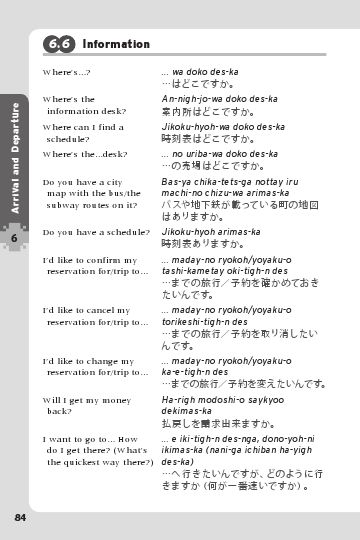 6.6 Information
Where's...?
... wa doko des-ka
…はどこですか。
Where's the
information desk?
An-nigh-jo-wa doko des-ka
案内所はどこですか。
Where can I find a
schedule?
Jikoku-hyoh-wa doko des-ka
時刻表はどこですか。
Where's the...desk?
... no uriba-wa doko des-ka
…の売場はどこですか。
Do you have a city
map with the bus/the
subway routes on it?
Bas-ya chika-tets-ga nottay iru
machi-no chizu-wa arimas-ka
バスや地下鉄が載っている町の地図
はありますか。
Do you have a schedule?
Jikoku-hyoh arimas-ka
時刻表ありますか。
I'd like to confirm my
reservation for/trip to...
... maday-no ryokoh/yoyaku-o
tashi-kametay oki-tigh-n des
…までの旅行／予約を確かめておき
たいんです。
I'd like to cancel my
reservation for/trip to...
... maday-no ryokoh/yoyaku-o
torikeshi-tigh-n des
…までの旅行／予約を取り消したい
んです。
I'd like to change my
reservation for/trip to...
... maday-no ryokoh/yoyaku-o
ka-e-tigh-n des
…までの旅行／予約を変えたいんです。
Will I get my money
back?
Ha-righ modoshi-o saykyoo
dekimas-ka
払戻しを請求出来ますか。
I want to go to... How
do I get there? (What's
the quickest way there?)
... e iki-tigh-n des-nga, dono-yoh-ni
ikimas-ka (nani-ga ichiban ha-yigh
des-ka)
…へ行きたいんですが、どのように行
きますか (何が一番速いですか) 。
Arrival and Departure
6
84